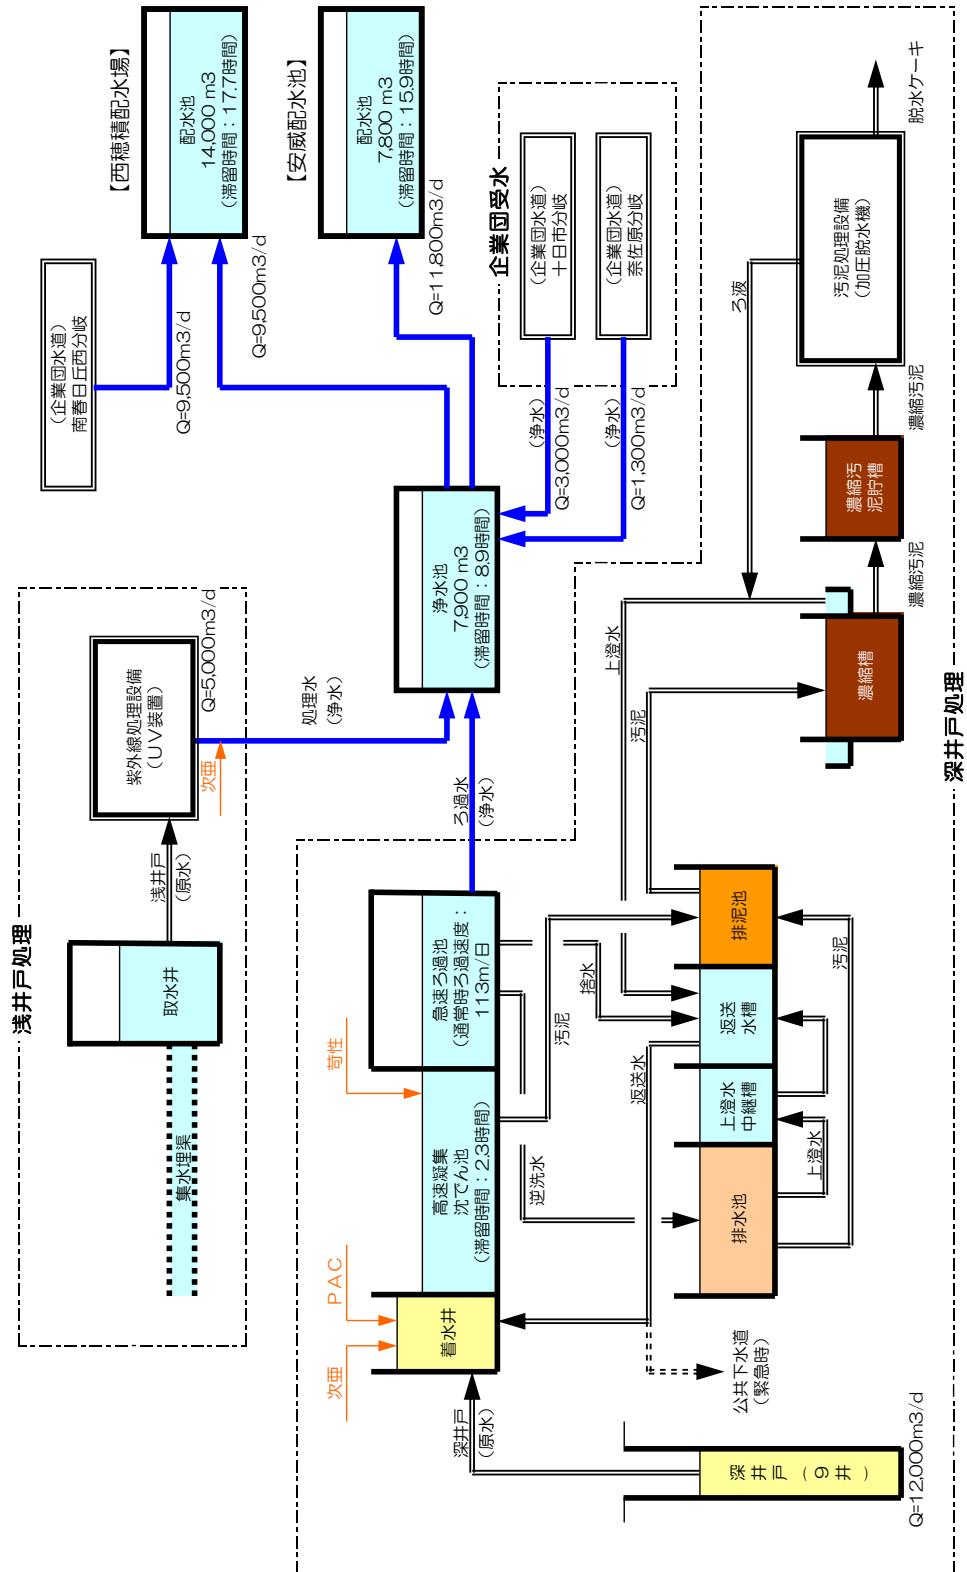 浅井戸処理
集水埋渠
取水井
浅井戸
(原水)
紫外線処理設備
(UV装置)
Q=5,000m3/d
次亜
処理水
(浄水)
(企業団水道)
南春日丘西分岐
Q=9,500m3/d
【西穂積配水場】
配水池
14,000 m3
(滞留時間：17.7時間)
Q=9,500m3/d
【安威配水池】
配水池
7,800 m3
(滞留時間：15.9時間)
Q=11,800m3/d
企業団受水
(企業団水道)
十日市分岐
(企業団水道)
奈佐原分岐
(浄水)
Q=3,000m3/d
(浄水)
Q=1,300m3/d
浄水池
7,900 m3
(滞留時間：8.9時間)
ろ過水
(浄水)
次亜
PAC
苛性
着水井
高速凝集
沈でん池
(滞留時間：2.3時間)
急速ろ過池
(通常時ろ過速度：
113m/日
深井戸
(原水)
逆洗水
汚泥
捨水
返送水
上澄水
汚泥
公共下水道
(緊急時)
排水池
上澄水
中継槽
返送
水槽
排泥池
上澄水
汚泥
深井戸(9井)
Q=12,000m3/d
濃縮槽
濃縮汚泥
濃縮汚
泥貯槽
濃縮汚泥
ろ液
汚泥処理設備
(加圧脱水機)
脱水ケーキ
深井戸処理